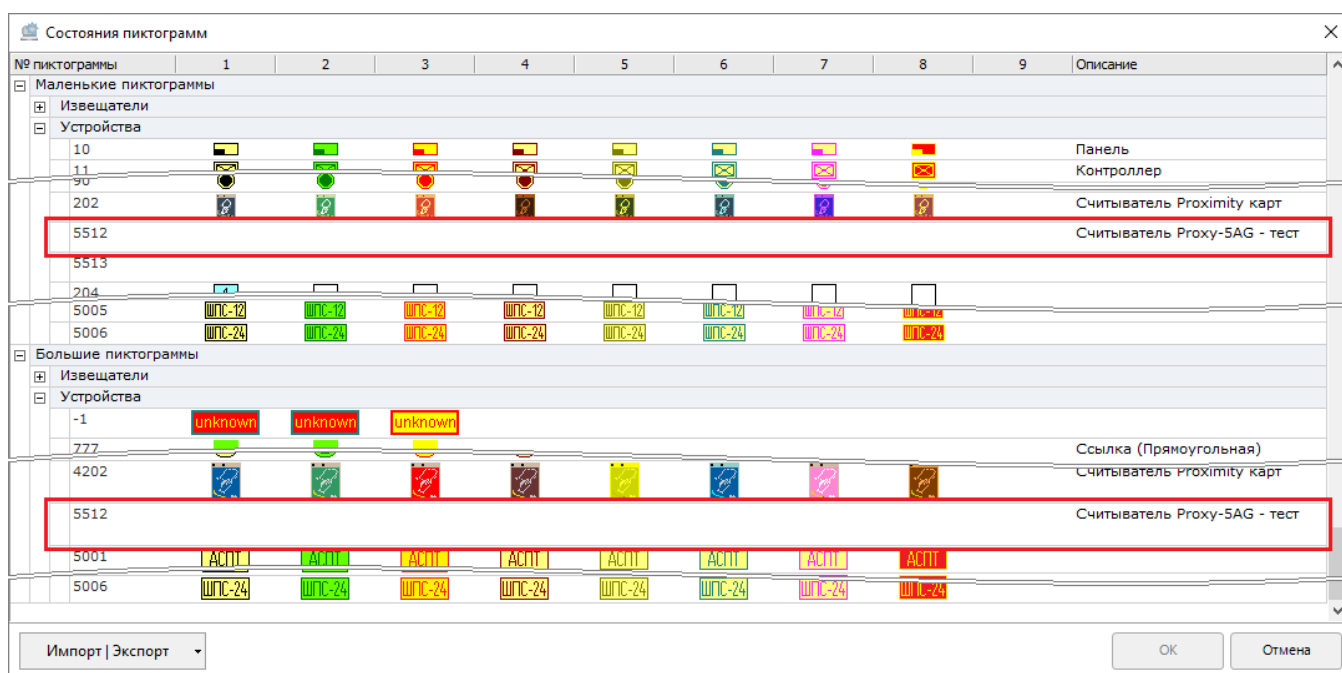 Состояния пиктограмм
№ пиктограммы 1 2 3 4 5 6 7 8 9 Описание
Маленькие пиктограммы
Извещатели
Устройства
10 Панель
11 Контроллер
90
202 Считыватель Proximity карт
5512 Считыватель Proxy-5AG - тест
5513
204
5005 ШПС-12 ШПС-12 ШПС-12 ШПС-12 ШПС-12 ШПС-12 ШПС-12 ШПС-12
5006 ШПС-24 ШПС-24 ШПС-24 ШПС-24 ШПС-24 ШПС-24 ШПС-24 ШПС-24
Большие пиктограммы
Извещатели
Устройства
-1 unknown unknown unknown
777 Ссылка (Прямоугольная)
4202 Считыватель Proximity карт
5512 Считыватель Proxy-5AG - тест
5001 АСПТ АСПТ АСПТ АСПТ АСПТ АСПТ АСПТ АСПТ
5006 ШПС-24 ШПС-24 ШПС-24 ШПС-24 ШПС-24 ШПС-24 ШПС-24 ШПС-24
Импорт | Экспорт ОК Отмена